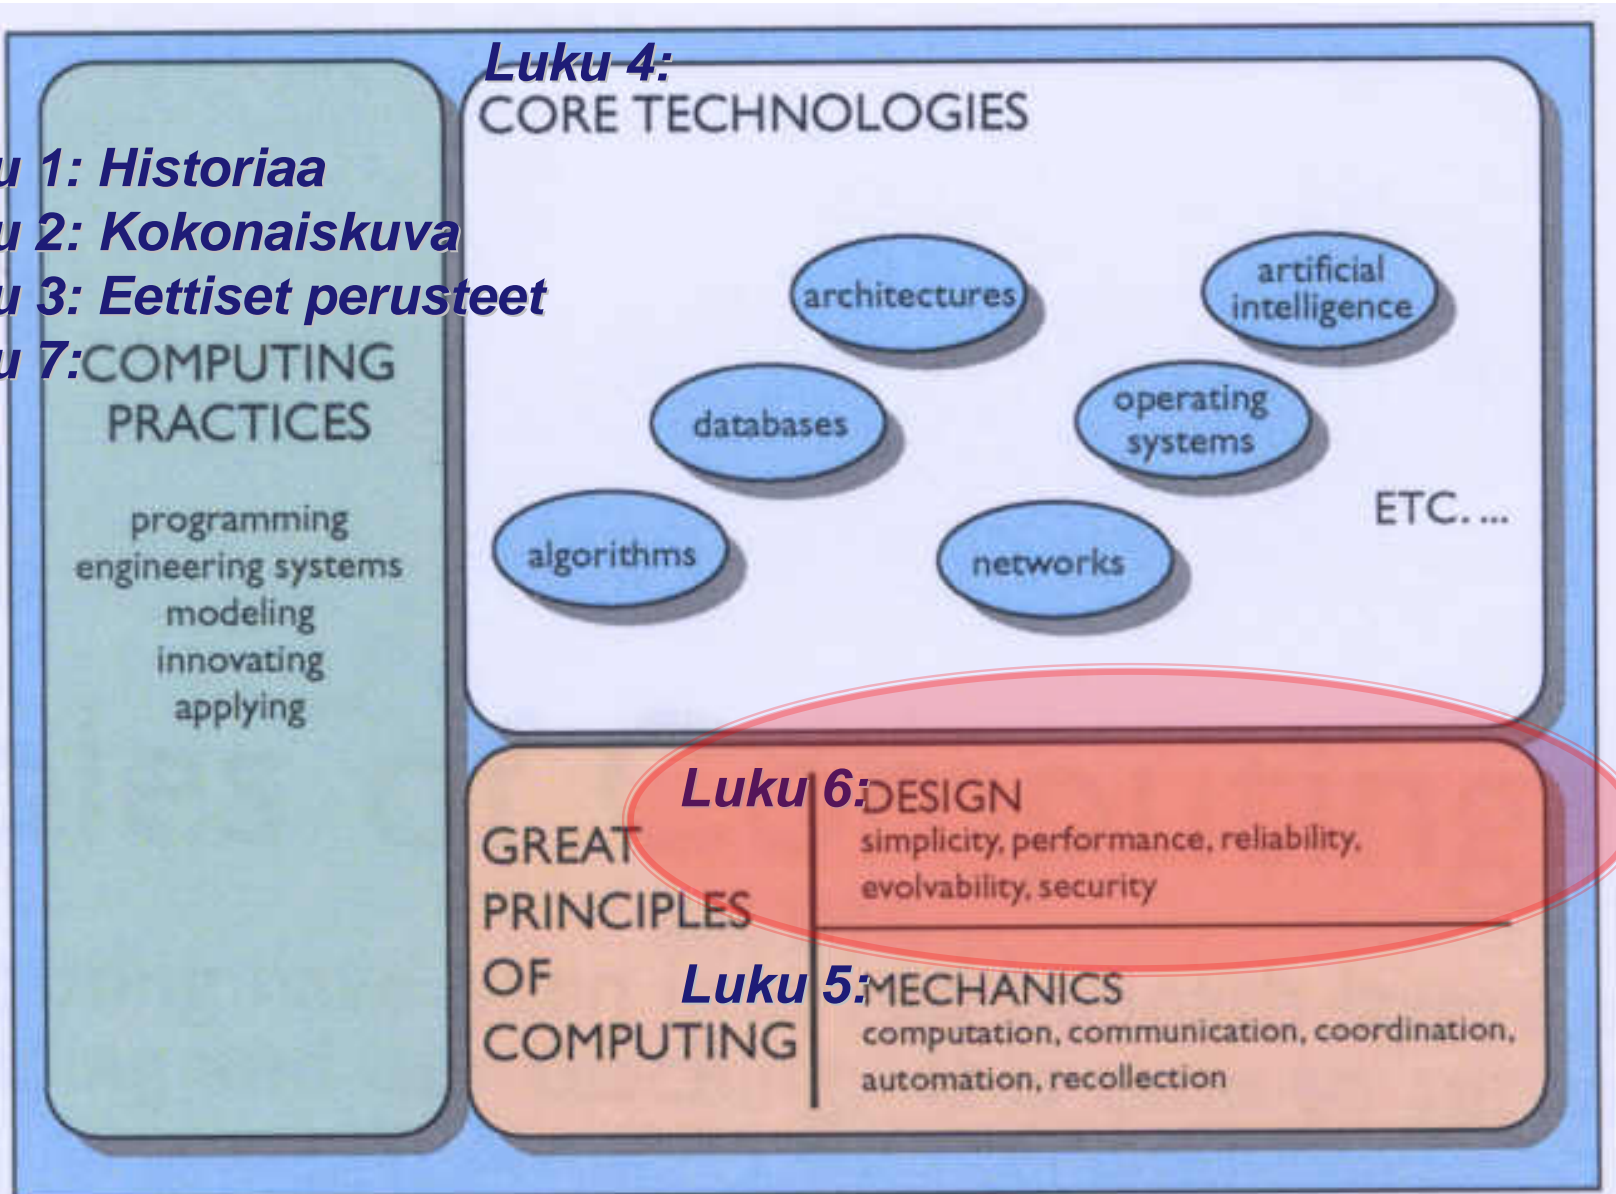 u 1: Historiaa
u 2: Kokonaiskuva
u 3: Eettiset perusteet
u 7:COMPUTING
PRACTICES
programming
engineering systems
modeling
innovating
applying
Luku 4:
CORE TECHNOLOGIES
architectures
artificial
intelligence
databases
operating
systems
algorithms
networks
ETC. ...
GREAT
PRINCIPLES
OF
COMPUTING
Luku 6:DESIGN
simplicity, performance, reliability,
evolvability, security
Luku 5:MECHANICS
computation, communication, coordination,
automation, recollection